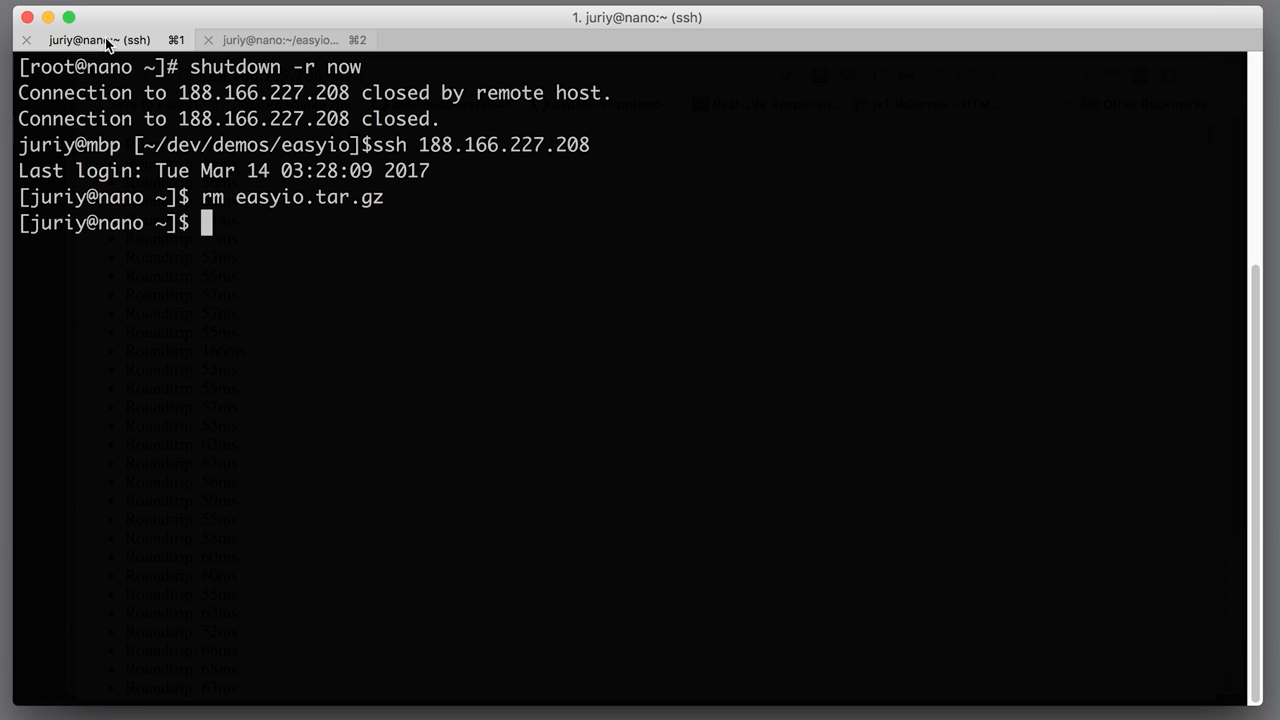 1. juriy@nano:~ (ssh)
juriy@nano:~ (ssh) ⌘1 juriy@nano:~/easyio... ⌘2
[root@nano ~]# shutdown -r now
Connection to 188.166.227.208 closed by remote host.
Connection to 188.166.227.208 closed.
juriy@mbp [~/dev/demos/easyio]$ssh 188.166.227.208
Last login: Tue Mar 14 03:28:09 2017
[juriy@nano ~]$ rm easyio.tar.gz
[juriy@nano ~]$
Other Bookmarks
Roundtrip: 53ms
Roundtrip: 55ms
Roundtrip: 57ms
Roundtrip: 57ms
Roundtrip: 55ms
Roundtrip: 166ms
Roundtrip: 55ms
Roundtrip: 55ms
Roundtrip: 57ms
Roundtrip: 55ms
Roundtrip: 63ms
Roundtrip: 67ms
Roundtrip: 56ms
Roundtrip: 59ms
Roundtrip: 55ms
Roundtrip: 58ms
Roundtrip: 60ms
Roundtrip: 60ms
Roundtrip: 55ms
Roundtrip: 63ms
Roundtrip: 52ms
Roundtrip: 66ms
Roundtrip: 68ms
Roundtrip: 63ms